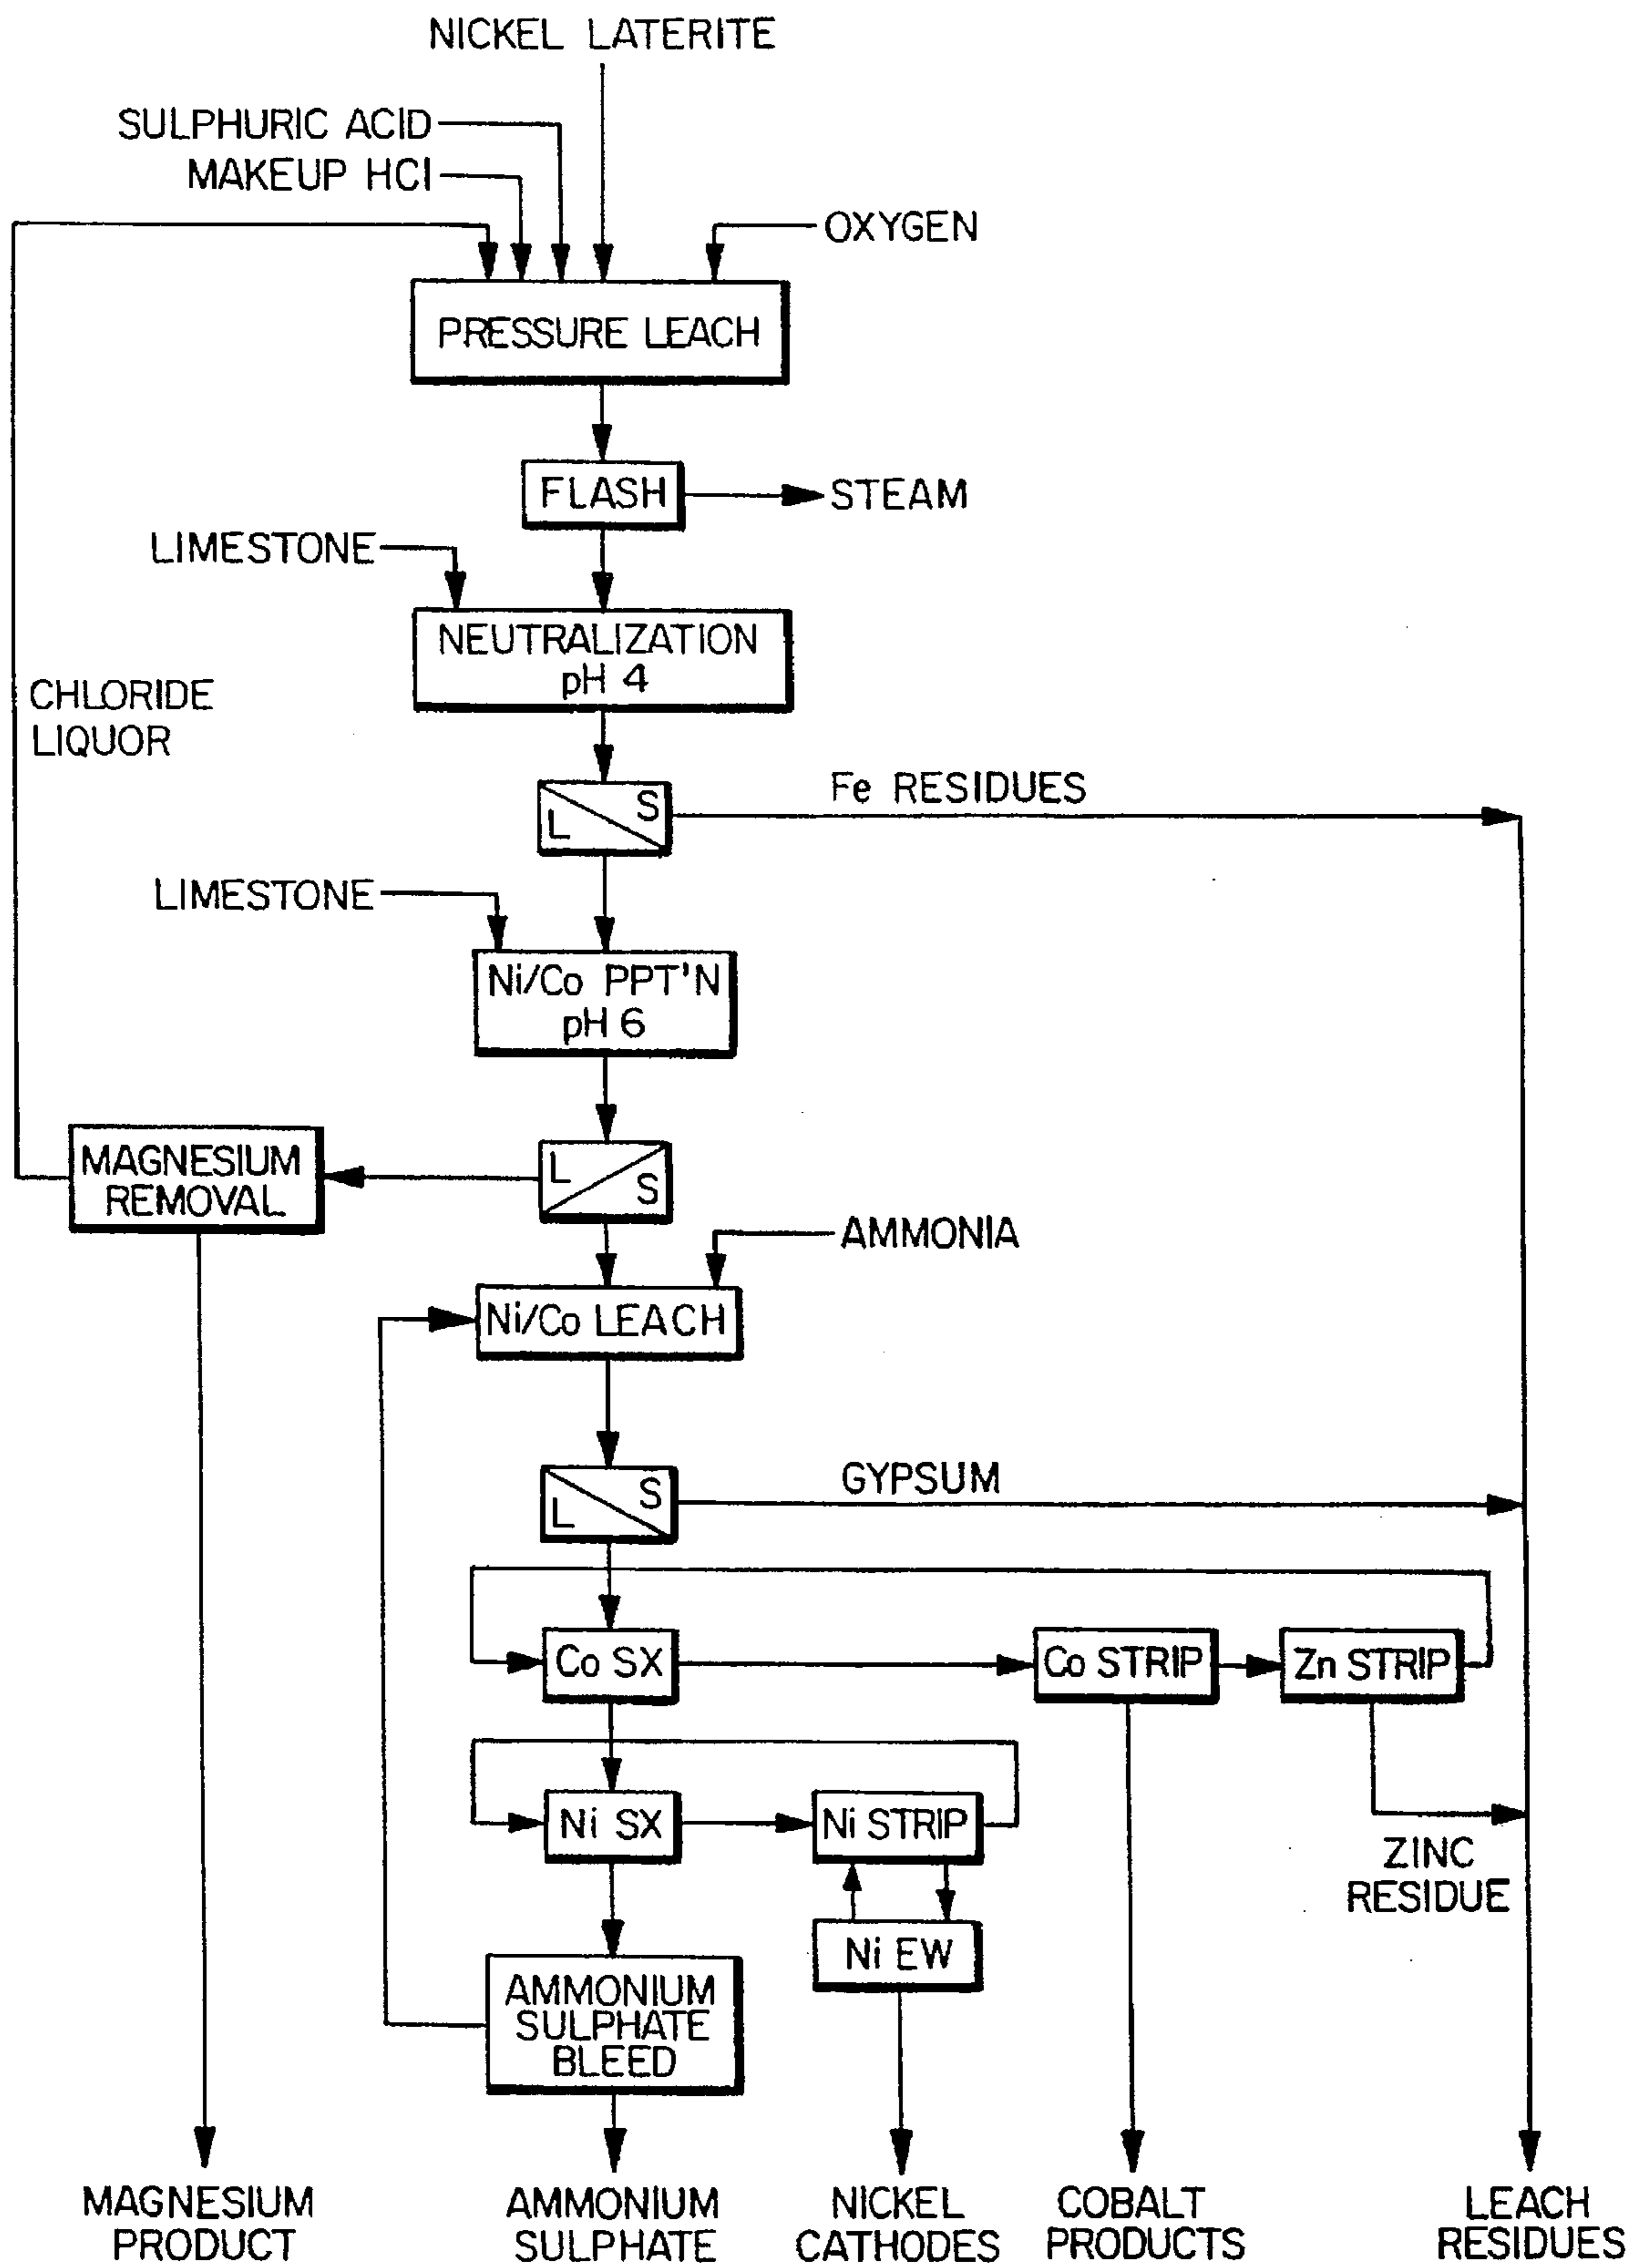 NICKEL LATERITE
SULPHURIC ACID
MAKEUP HCl
OXYGEN
PRESSURE LEACH
FLASH
STEAM
LIMESTONE
NEUTRALIZATION
pH 4
CHLORIDE
LIQUOR
L S
Fe RESIDUES
LIMESTONE
Ni/Co PPT'N
pH 6
MAGNESIUM
REMOVAL
L S
AMMONIA
Ni/Co LEACH
L S
GYPSUM
Co SX
Co STRIP
Zn STRIP
Ni SX
Ni STRIP
ZINC
RESIDUE
Ni EW
AMMONIUM
SULPHATE
BLEED
MAGNESIUM
PRODUCT
AMMONIUM
SULPHATE
NICKEL
CATHODES
COBALT
PRODUCTS
LEACH
RESIDUES